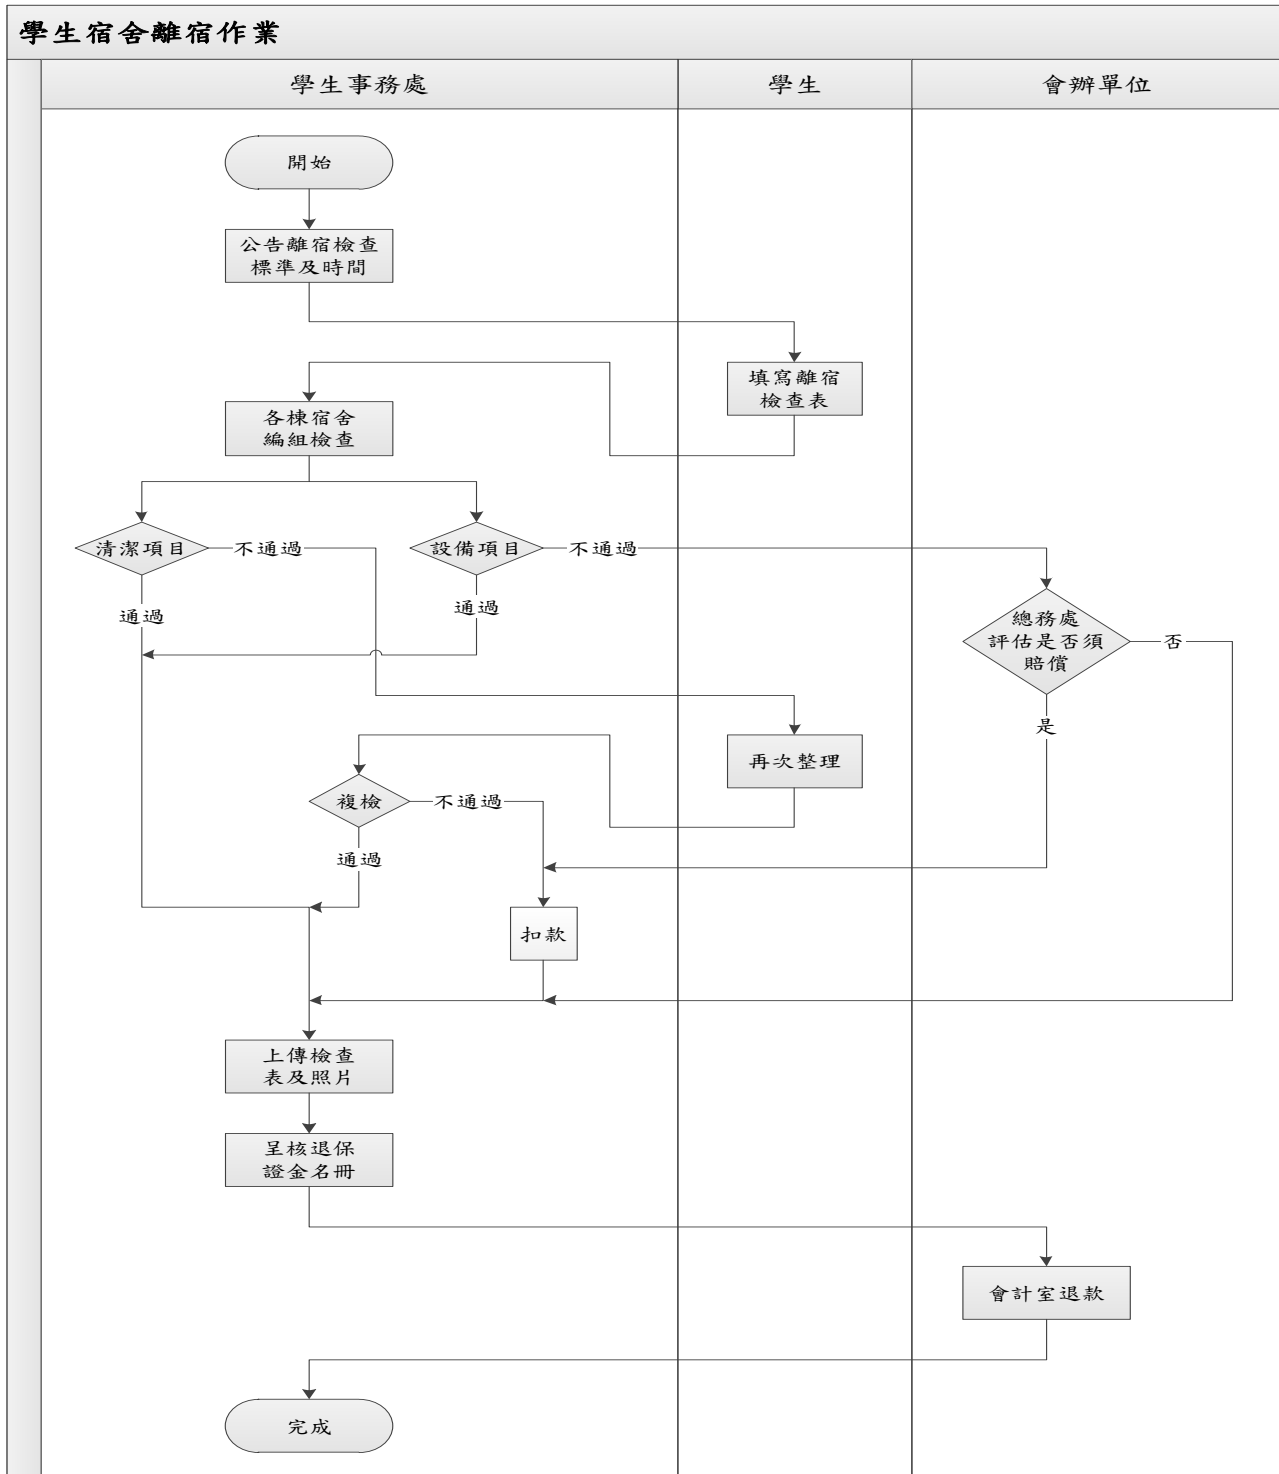 學生宿舍離宿作業
學生事務處
學生
會辦單位
開始
公告離宿檢查
標準及時間
填寫離宿
檢查表
各棟宿舍
編組檢查
清潔項目
不通過
設備項目
不通過
通過
通過
總務處
評估是否須
賠償
否
是
再次整理
複檢
不通過
通過
扣款
上傳檢查
表及照片
呈核退保
證金名冊
會計室退款
完成